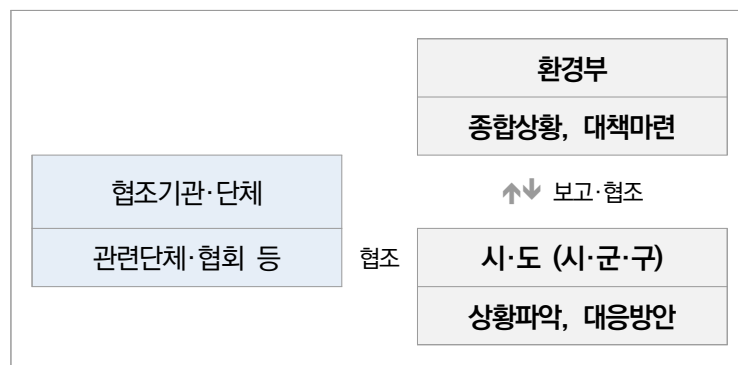 환경부
종합상황, 대책마련
협조기관·단체
↑↓ 보고·협조
관련단체·협회 등
협조
시·도 (시·군·구)
상황파악, 대응방안